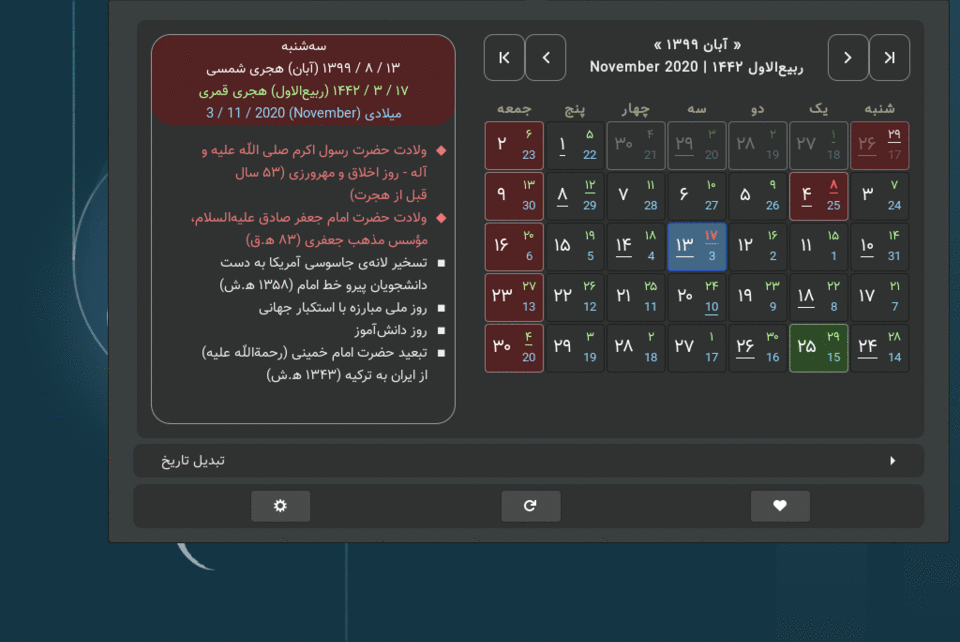 « آبان ۱۳۹۹ »
ربیع‌الاول ۱۴۴۲ | November 2020
شنبه یک دو سه چهار پنج جمعه
۲۹ ۱ ۲ ۳ ۴ ۵ ۶
۲۶ ۲۷ ۲۸ ۲۹ ۳۰ ۱ ۲
17 18 19 20 21 22 23
۷ ۸ ۹ ۱۰ ۱۱ ۱۲ ۱۳
۳ ۴ ۵ ۶ ۷ ۸ ۹
24 25 26 27 28 29 30
۱۴ ۱۵ ۱۶ ۱۷ ۱۸ ۱۹ ۲۰
۱۰ ۱۱ ۱۲ ۱۳ ۱۴ ۱۵ ۱۶
31 1 2 3 4 5 6
۲۱ ۲۲ ۲۳ ۲۴ ۲۵ ۲۶ ۲۷
۱۷ ۱۸ ۱۹ ۲۰ ۲۱ ۲۲ ۲۳
7 8 9 10 11 12 13
۲۸ ۲۹ ۳۰ ۱ ۲ ۳ ۴
۲۴ ۲۵ ۲۶ ۲۷ ۲۸ ۲۹ ۳۰
14 15 16 17 18 19 20
سه‌شنبه
۱۳ / ۸ / ۱۳۹۹ (آبان) هجری شمسی
۱۷ / ۳ / ۱۴۴۲ (ربیع‌الاول) هجری قمری
3 / 11 / 2020 (November) میلادی
◆ ولادت حضرت رسول اکرم صلی اللّه علیه و
آله - روز اخلاق و مهرورزی (۵۳ سال
قبل از هجرت)
◆ ولادت حضرت امام جعفر صادق علیه‌السلام،
مؤسس مذهب جعفری (۸۳ ه.ق)
■ تسخیر لانه‌ی جاسوسی آمریکا به دست
دانشجویان پیرو خط امام (۱۳۵۸ ه.ش)
■ روز ملی مبارزه با استکبار جهانی
■ روز دانش‌آموز
■ تبعید حضرت امام خمینی (رحمةاللّه علیه)
از ایران به ترکیه (۱۳۴۳ ه.ش)
تبدیل تاریخ